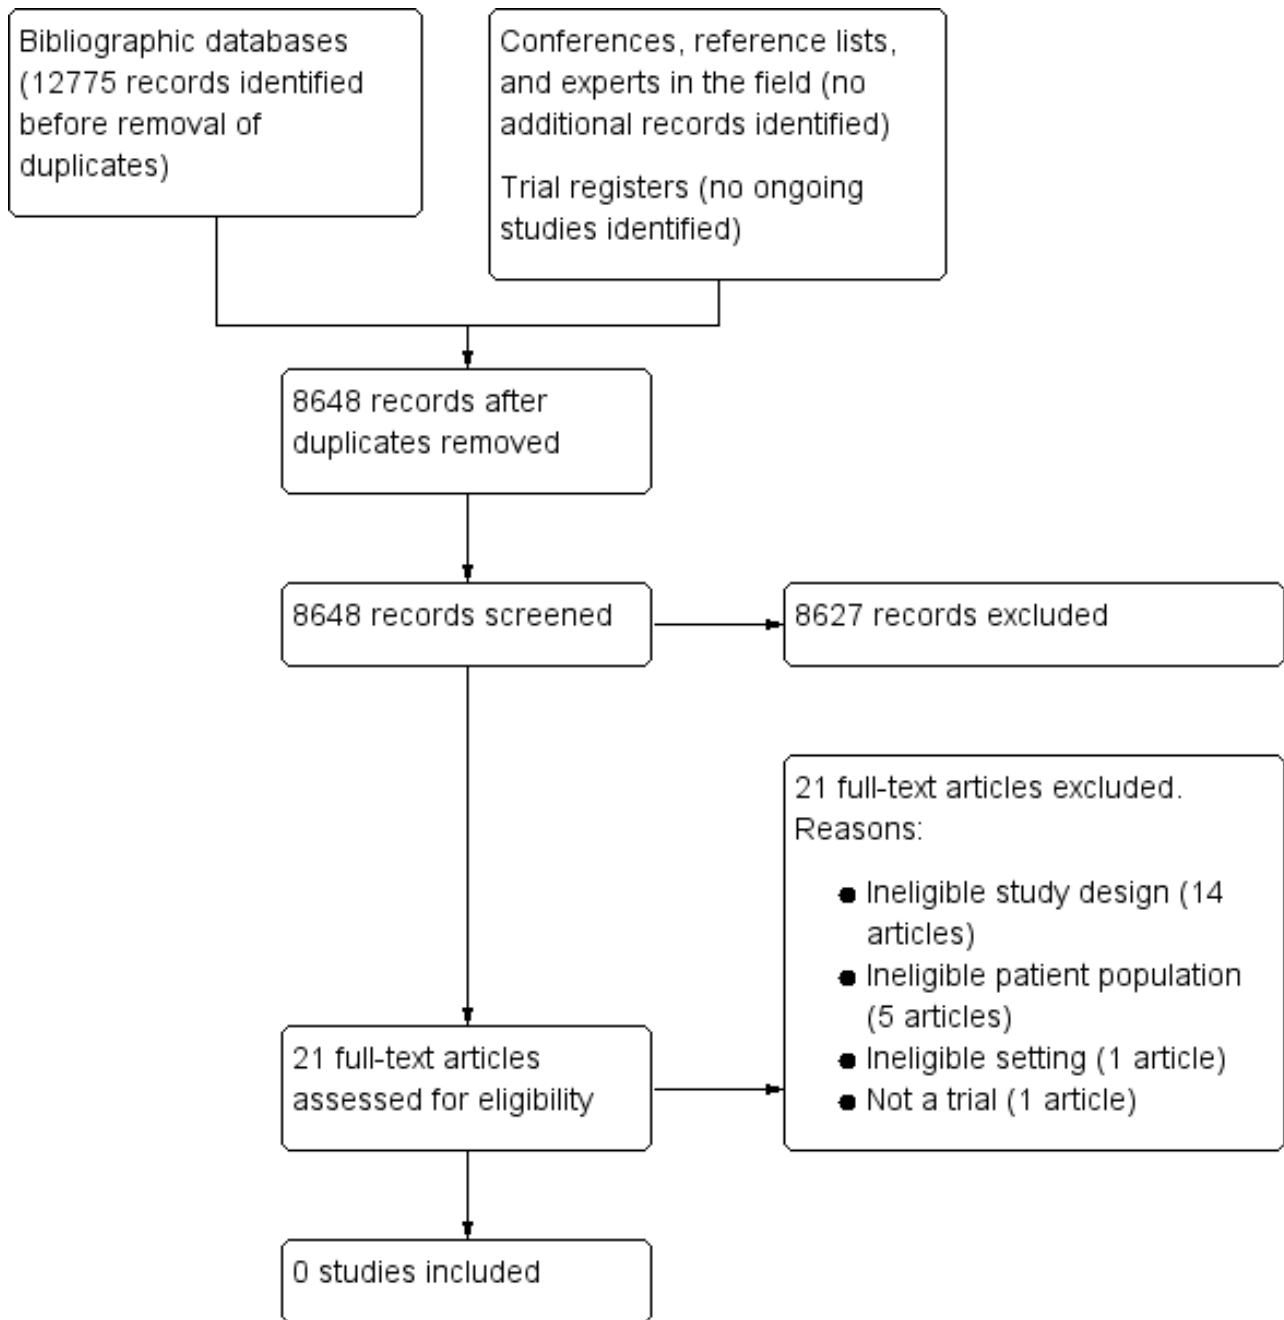 Bibliographic databases
(12775 records identified
before removal of
duplicates)
Conferences, reference lists,
and experts in the field (no
additional records identified)
Trial registers (no ongoing
studies identified)
8648 records after
duplicates removed
8648 records screened
8627 records excluded
21 full-text articles excluded.
Reasons:
● Ineligible study design (14
articles)
● Ineligible patient population
(5 articles)
● Ineligible setting (1 article)
● Not a trial (1 article)
21 full-text articles
assessed for eligibility
0 studies included